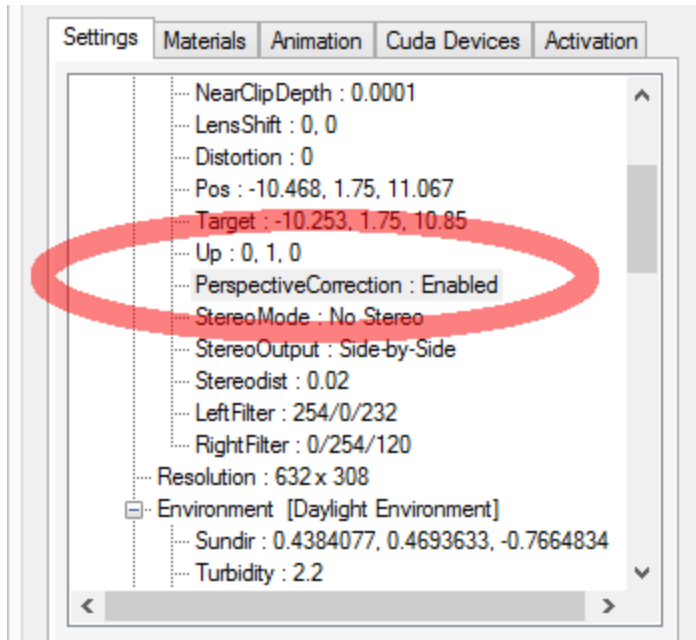 Settings Materials Animation Cuda Devices Activation
NearClipDepth : 0.0001
LensShift : 0, 0
Distortion : 0
Pos : -10.468, 1.75, 11.067
Target : -10.253, 1.75, 10.85
Up : 0, 1, 0
PerspectiveCorrection : Enabled
StereoMode : No Stereo
StereoOutput : Side-by-Side
Stereodist : 0.02
LeftFilter : 254/0/232
RightFilter : 0/254/120
Resolution : 632 x 308
Environment [Daylight Environment]
Sundir : 0.4384077, 0.4693633, -0.7664834
Turbidity : 2.2